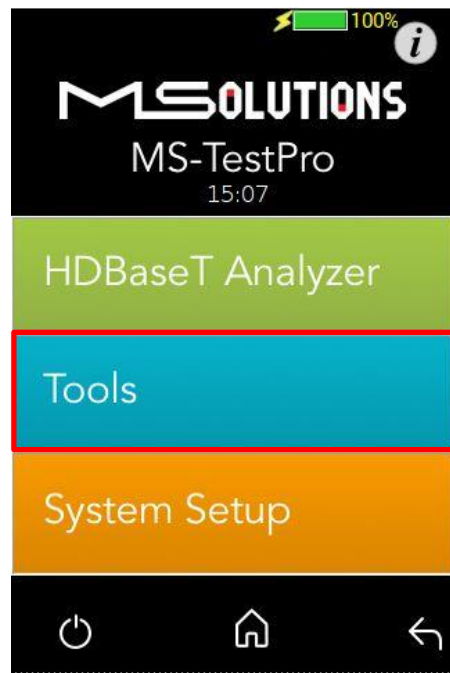 100%
i
MSOLUTIONS
MS-TestPro
15:07
HDBaseT Analyzer
Tools
System Setup